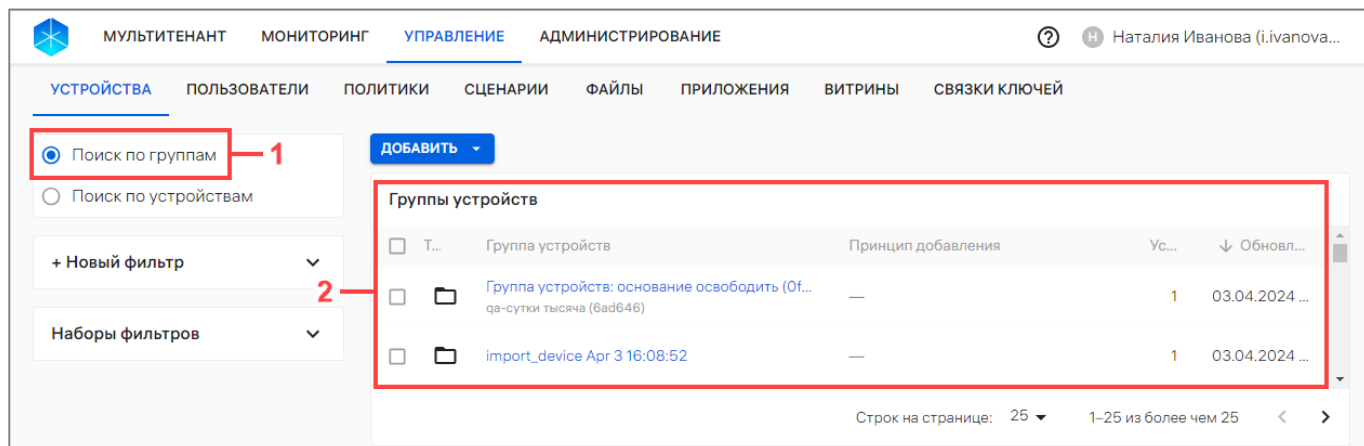 МУЛЬТИТЕНАНТ МОНИТОРИНГ УПРАВЛЕНИЕ АДМИНИСТРИРОВАНИЕ ? Н Наталия Иванова (i.ivanova...
УСТРОЙСТВА ПОЛЬЗОВАТЕЛИ ПОЛИТИКИ СЦЕНАРИИ ФАЙЛЫ ПРИЛОЖЕНИЯ ВИТРИНЫ СВЯЗКИ КЛЮЧЕЙ
Поиск по группам 1
Поиск по устройствам
+ Новый фильтр
Наборы фильтров
ДОБАВИТЬ
2
Группы устройств
Т... Группа устройств Принцип добавления Ус... ↓ Обновл...
Группа устройств: основание освободить (0f... — 1 03.04.2024 ...
qa-сутки тысяча (6ad646)
import_device Apr 3 16:08:52 — 1 03.04.2024 ...
Строк на странице: 25 1–25 из более чем 25 < >